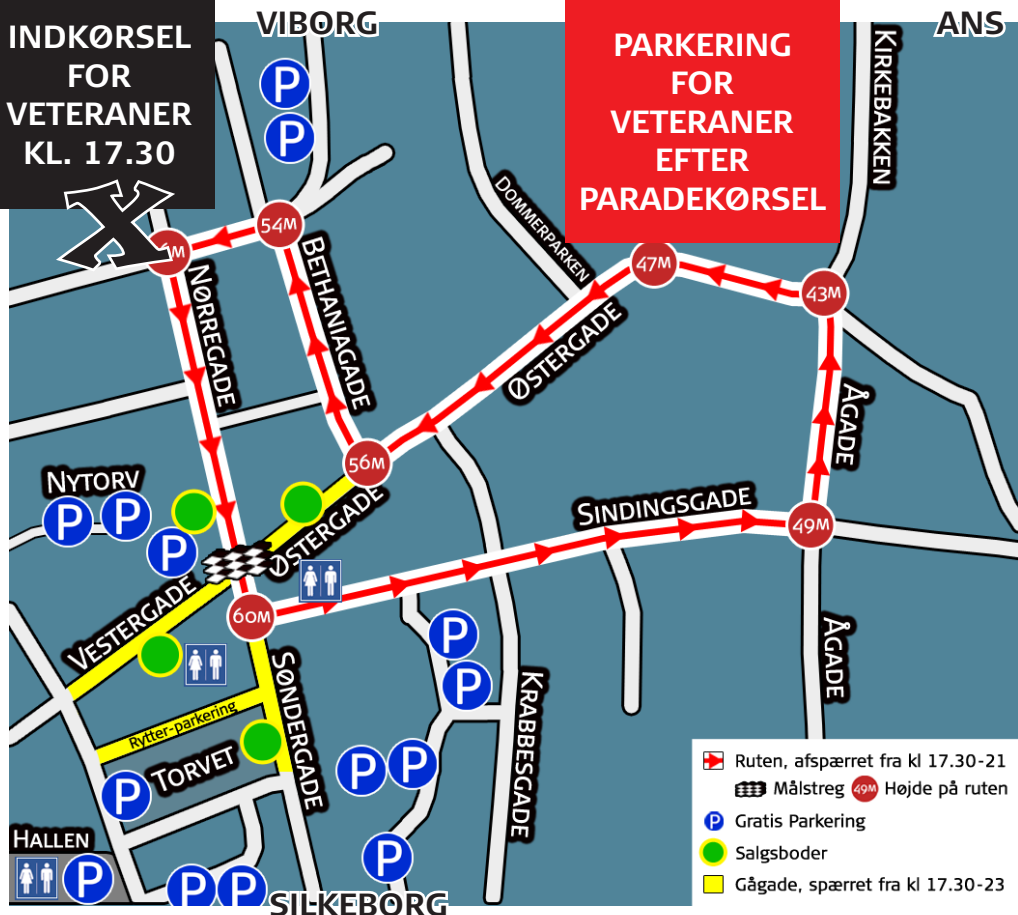 INDKØRSEL
FOR
VETERANER
KL. 17.30
VIBORG
PARKERING
FOR
VETERANER
EFTER
PARADEKØRSEL
ANS
KIRKEBAKKEN
P
P
DOMMERPARKEN
54M
M
47M
43M
NØRREGADE
BETHANIAGADE
ØSTERGADE
ÅGADE
56M
NYTORV
P
P
P
SINDINGSGADE
49M
ØSTERGADE
VESTERGADE
60M
ÅGADE
P
P
SØNDERGADE
KRABBESGADE
Rytter-parkering
TORVET
P
P
P
HALLEN
P
P
P
P
SILKEBORG
Ruten, afspærret fra kl 17.30-21
Målstreg 49M Højde på ruten
P Gratis Parkering
Salgsboder
Gågade, spærret fra kl 17.30-23